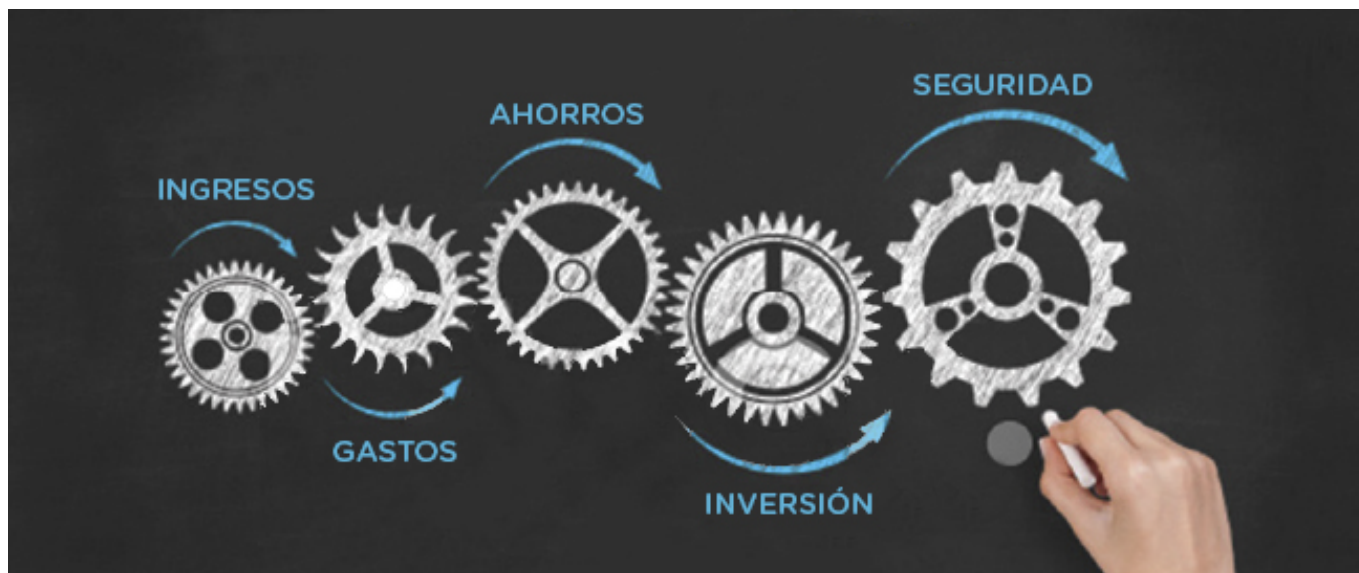 INGRESOS
GASTOS
AHORROS
INVERSIÓN
SEGURIDAD